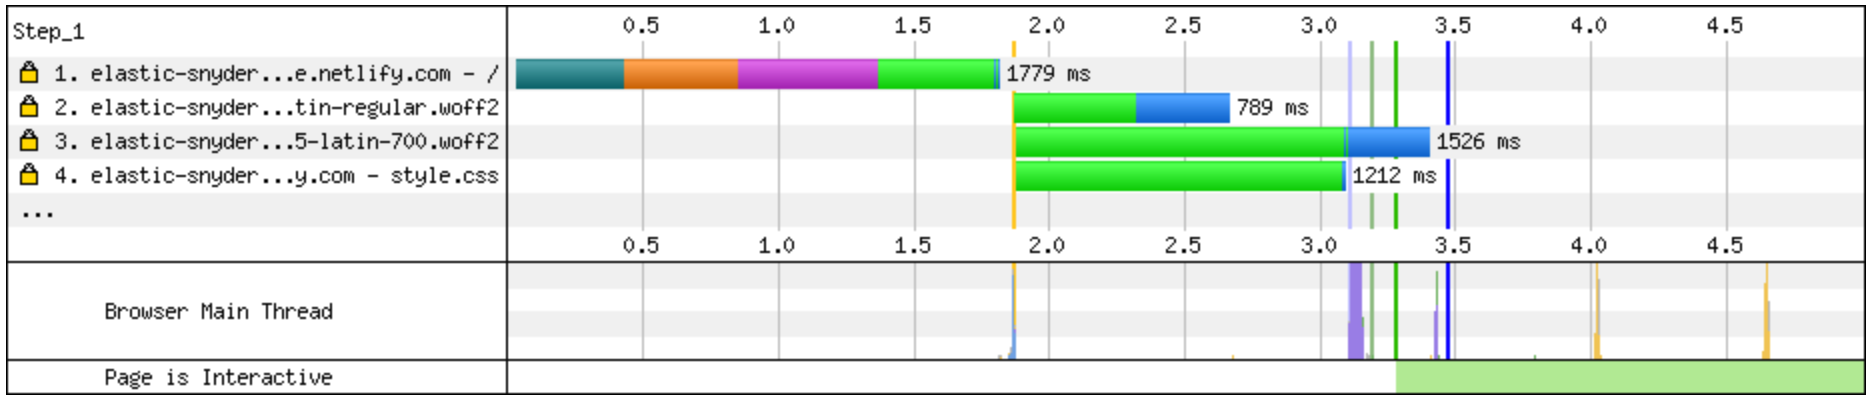 Step_1
0.5 1.0 1.5 2.0 2.5 3.0 3.5 4.0 4.5
1. elastic-snyder...e.netlify.com - / 1779 ms
2. elastic-snyder...tin-regular.woff2 789 ms
3. elastic-snyder...5-latin-700.woff2 1526 ms
4. elastic-snyder...y.com - style.css 1212 ms
...
0.5 1.0 1.5 2.0 2.5 3.0 3.5 4.0 4.5
Browser Main Thread
Page is Interactive